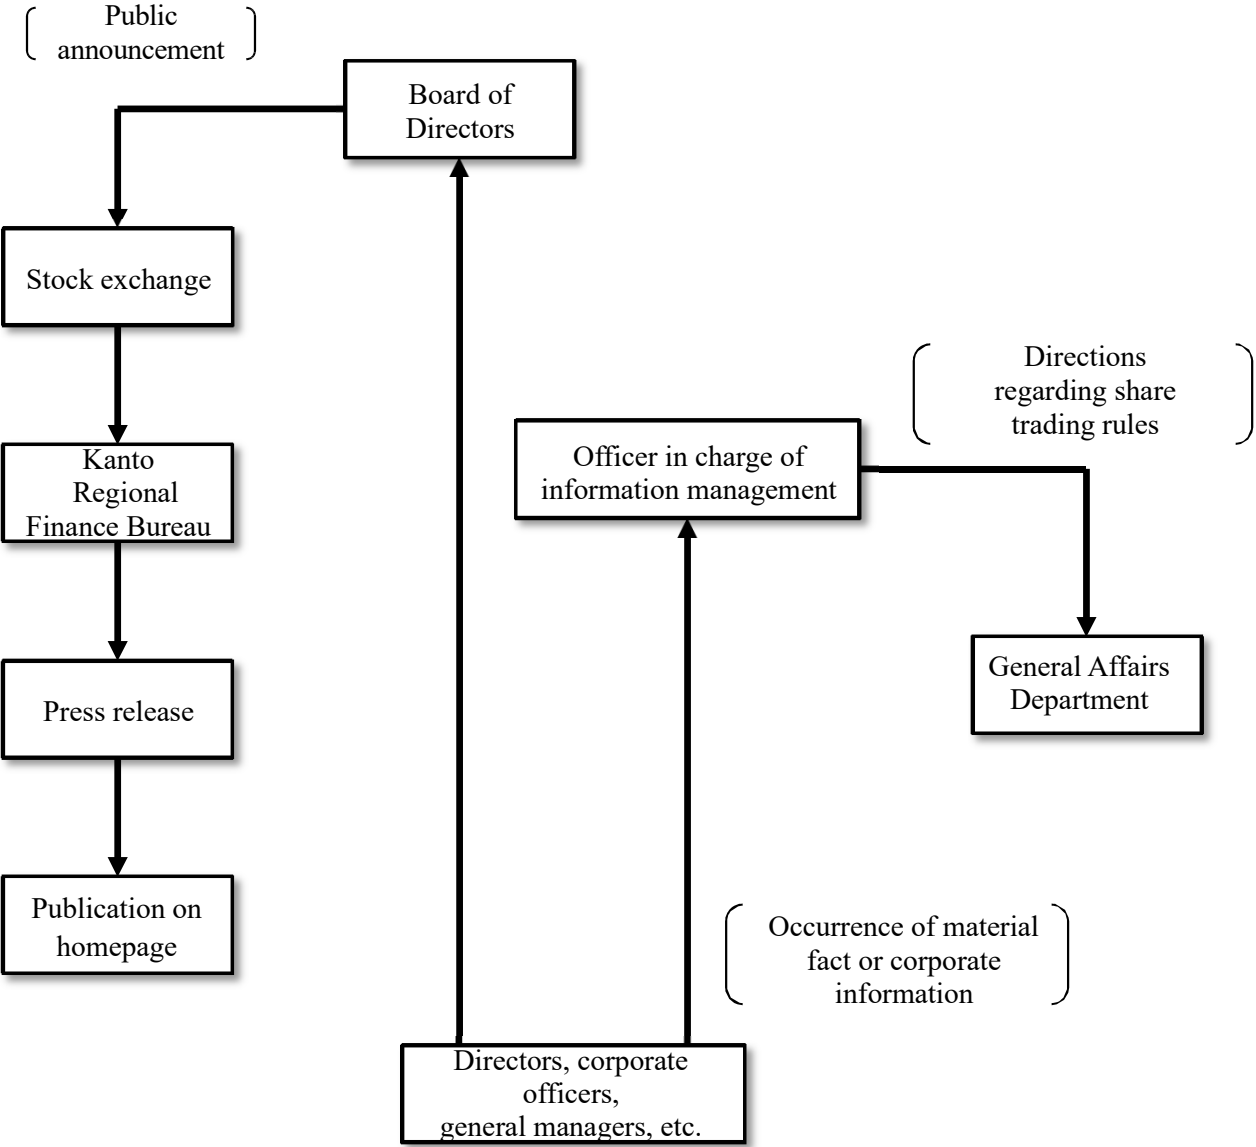 Public
announcement
Board of
Directors
Stock exchange
Directions
regarding share
trading rules
Kanto
Regional
Finance Bureau
Officer in charge of
information management
General Affairs
Department
Press release
Publication on
homepage
Occurrence of material
fact or corporate
information
Directors, corporate
officers,
general managers, etc.